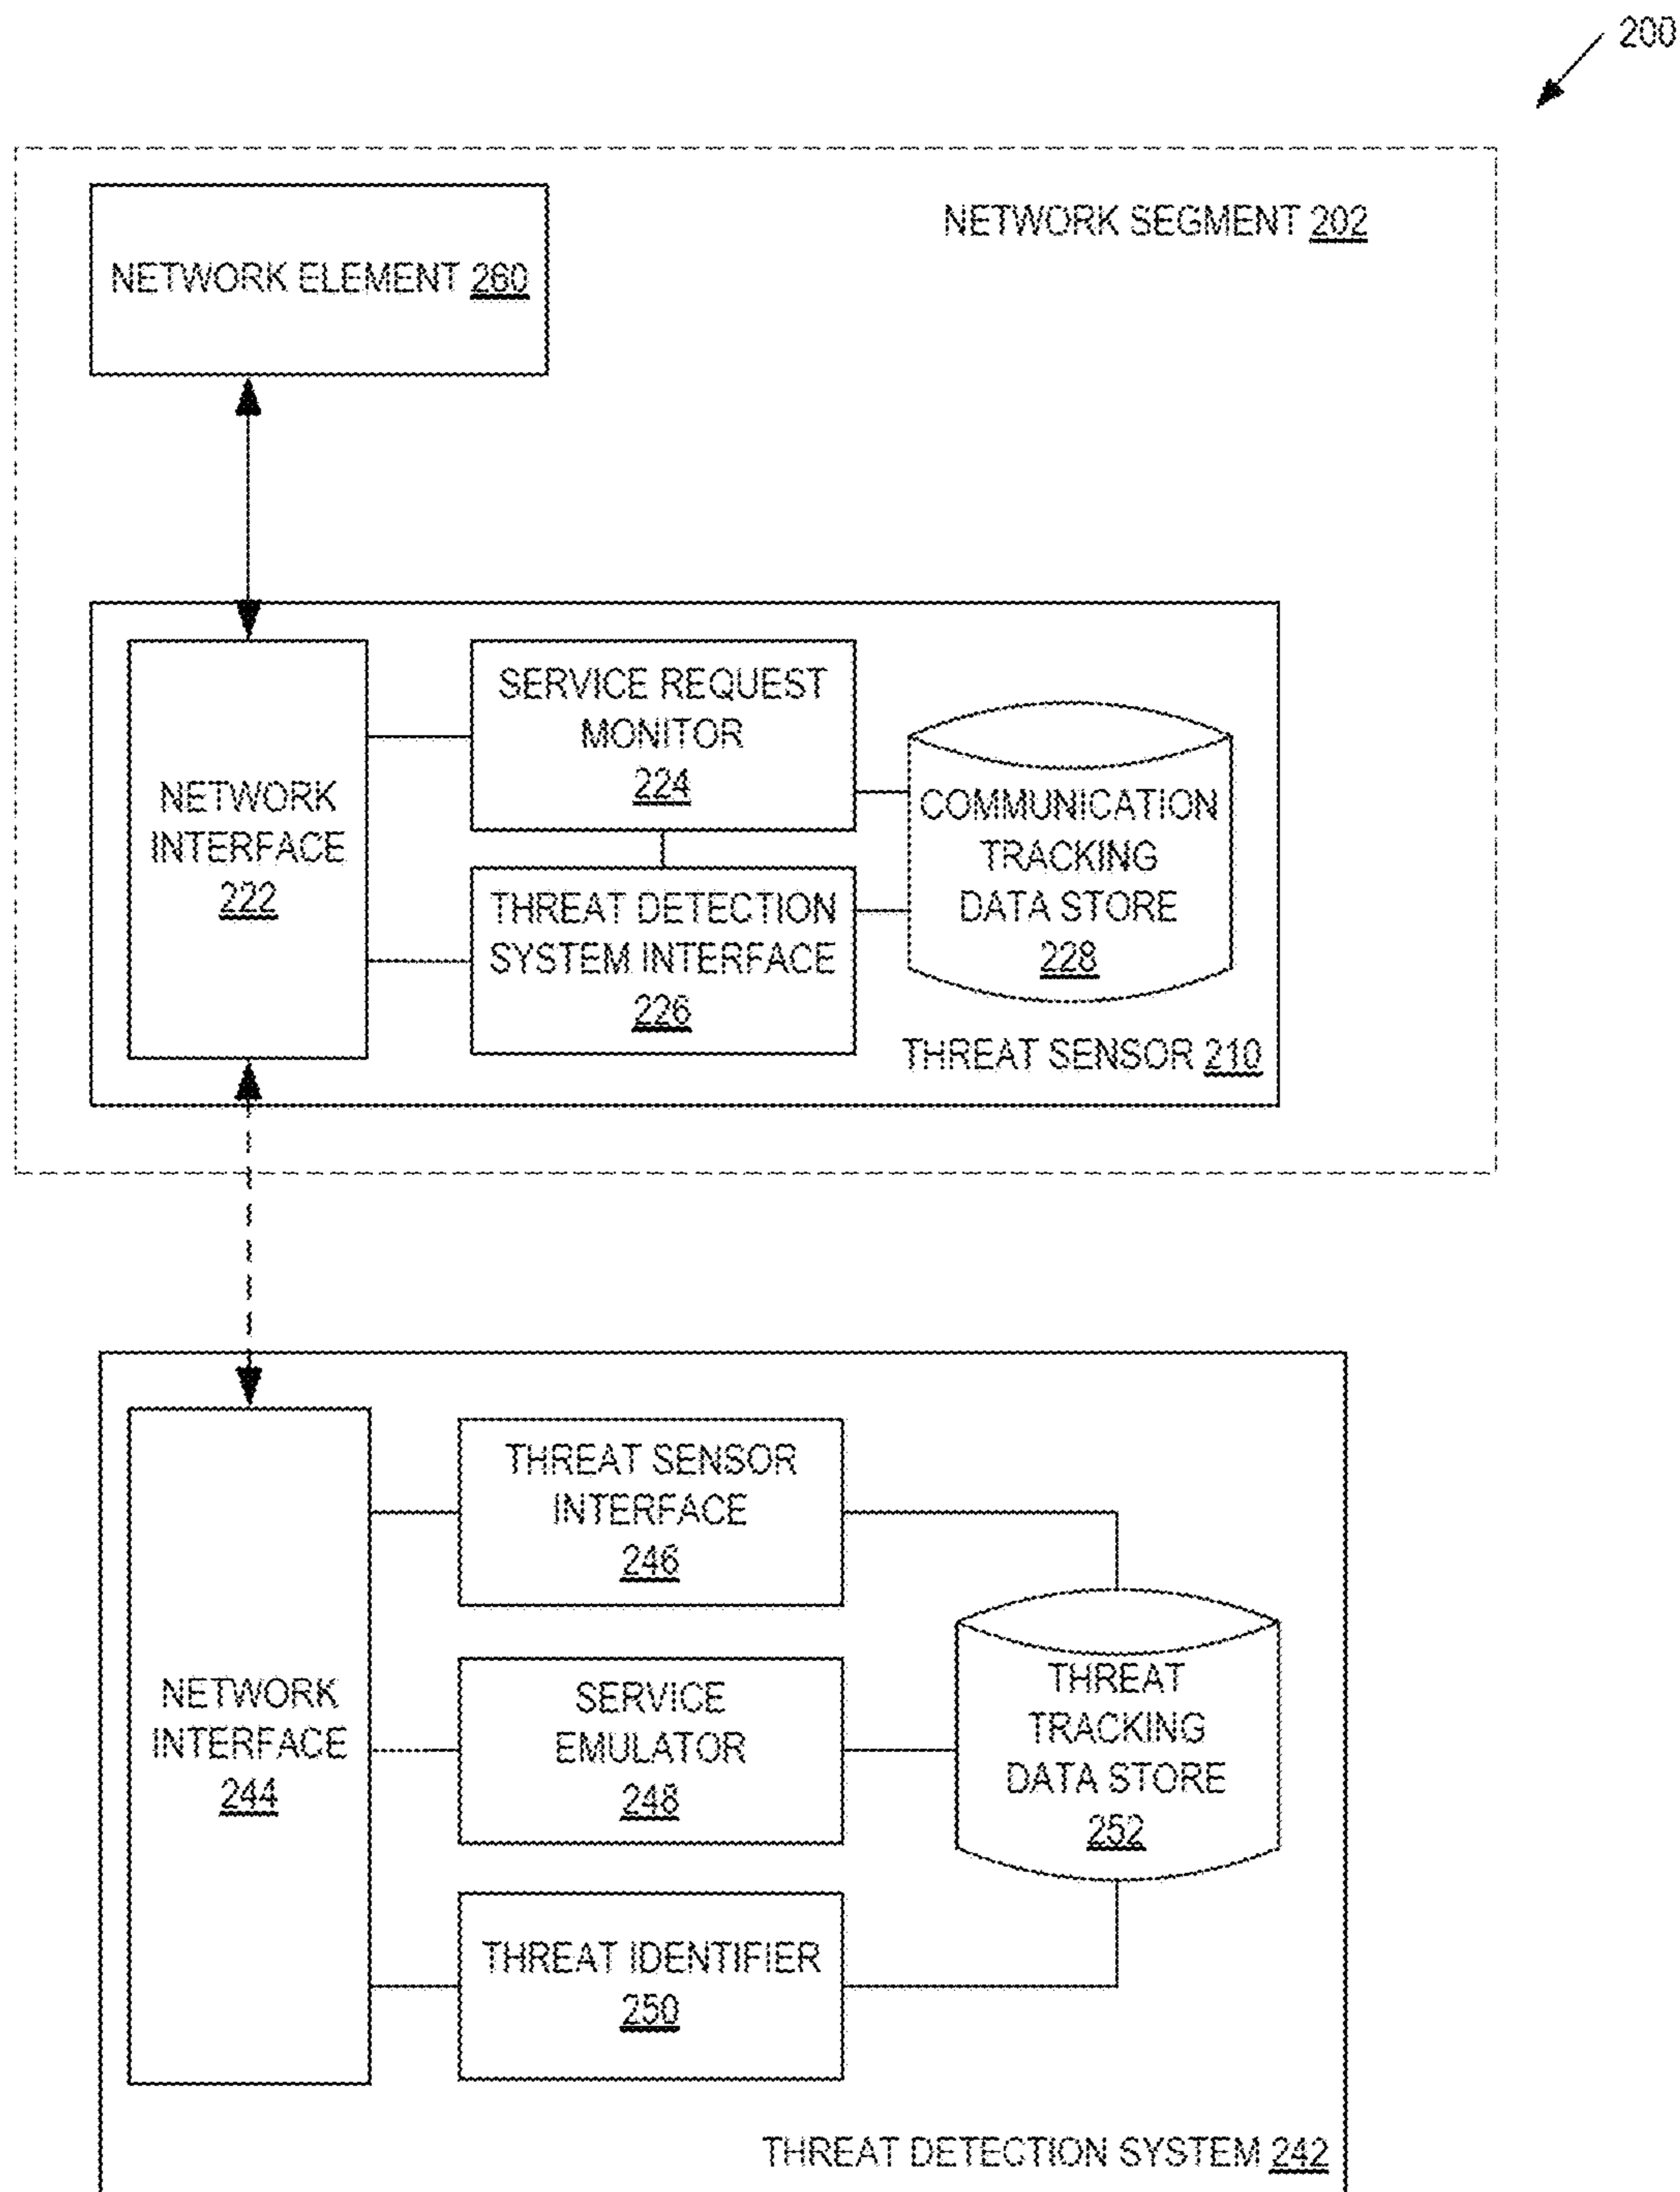 200
NETWORK SEGMENT 202
NETWORK ELEMENT 260
NETWORK
INTERFACE
222
SERVICE REQUEST
MONITOR
224
THREAT DETECTION
SYSTEM INTERFACE
226
COMMUNICATION
TRACKING
DATA STORE
228
THREAT SENSOR 210
NETWORK
INTERFACE
244
THREAT SENSOR
INTERFACE
246
SERVICE
EMULATOR
248
THREAT IDENTIFIER
250
THREAT
TRACKING
DATA STORE
252
THREAT DETECTION SYSTEM 242